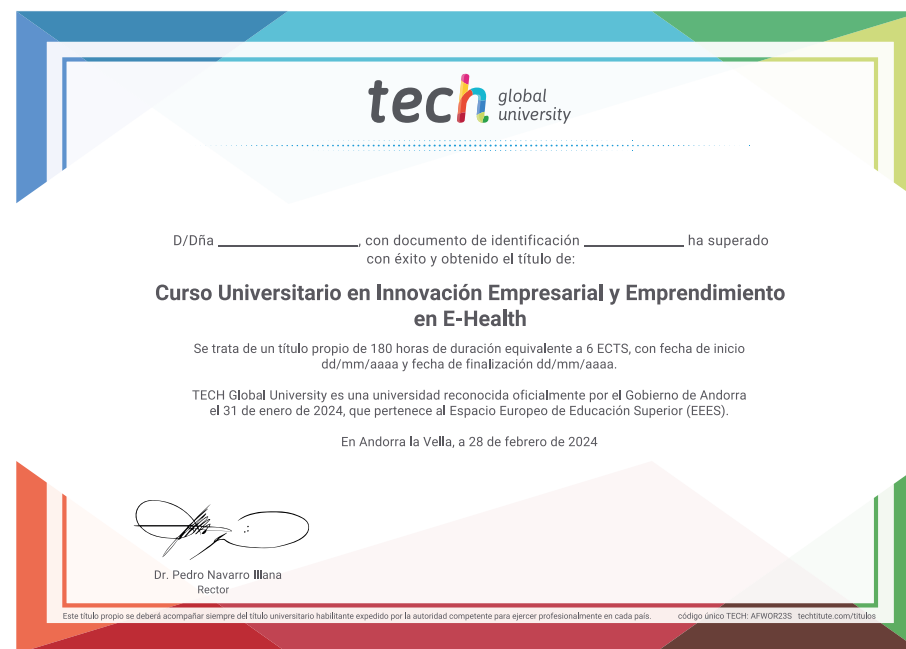 tech global university
D/Dña ____________________, con documento de identificación ______________ ha superado
con éxito y obtenido el título de:
Curso Universitario en Innovación Empresarial y Emprendimiento
en E-Health
Se trata de un título propio de 180 horas de duración equivalente a 6 ECTS, con fecha de inicio
dd/mm/aaaa y fecha de finalización dd/mm/aaaa.
TECH Global University es una universidad reconocida oficialmente por el Gobierno de Andorra
el 31 de enero de 2024, que pertenece al Espacio Europeo de Educación Superior (EEES).
En Andorra la Vella, a 28 de febrero de 2024
Dr. Pedro Navarro Illana
Rector
Este título propio se deberá acompañar siempre del título universitario habilitante expedido por la autoridad competente para ejercer profesionalmente en cada país. código único TECH: AFWOR23S techtitute.com/titulos